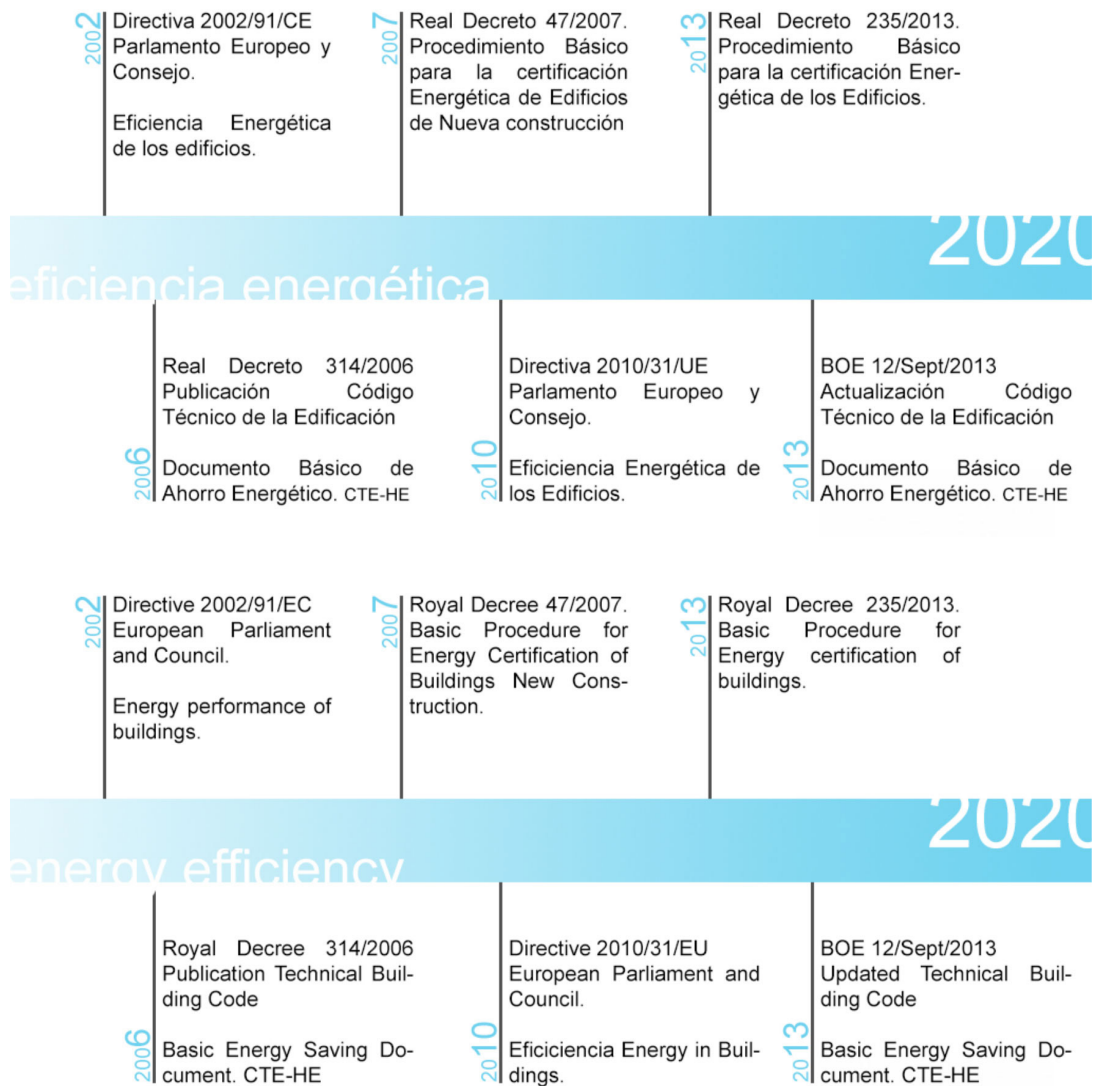 2002
Directiva 2002/91/CE
Parlamento Europeo y
Consejo.
Eficiencia Energética
de los edificios.
2007
Real Decreto 47/2007.
Procedimiento Básico
para la certificación
Energética de Edificios
de Nueva construcción
2013
Real Decreto 235/2013.
Procedimiento Básico
para la certificación Ener-
gética de los Edificios.
2020
eficiencia energética
2006
Real Decreto 314/2006
Publicación Código
Técnico de la Edificación
Documento Básico de
Ahorro Energético. CTE-HE
2010
Directiva 2010/31/UE
Parlamento Europeo y
Consejo.
Eficiciencia Energética de
los Edificios.
2013
BOE 12/Sept/2013
Actualización Código
Técnico de la Edificación
Documento Básico de
Ahorro Energético. CTE-HE
2002
Directive 2002/91/EC
European Parliament
and Council.
Energy performance of
buildings.
2007
Royal Decree 47/2007.
Basic Procedure for
Energy Certification of
Buildings New Cons-
truction.
2013
Royal Decree 235/2013.
Basic Procedure for
Energy certification of
buildings.
2020
energy efficiency
2006
Royal Decree 314/2006
Publication Technical Buil-
ding Code
Basic Energy Saving Do-
cument. CTE-HE
2010
Directive 2010/31/EU
European Parliament and
Council.
Eficiciencia Energy in Buil-
dings.
2013
BOE 12/Sept/2013
Updated Technical Buil-
ding Code
Basic Energy Saving Do-
cument. CTE-HE